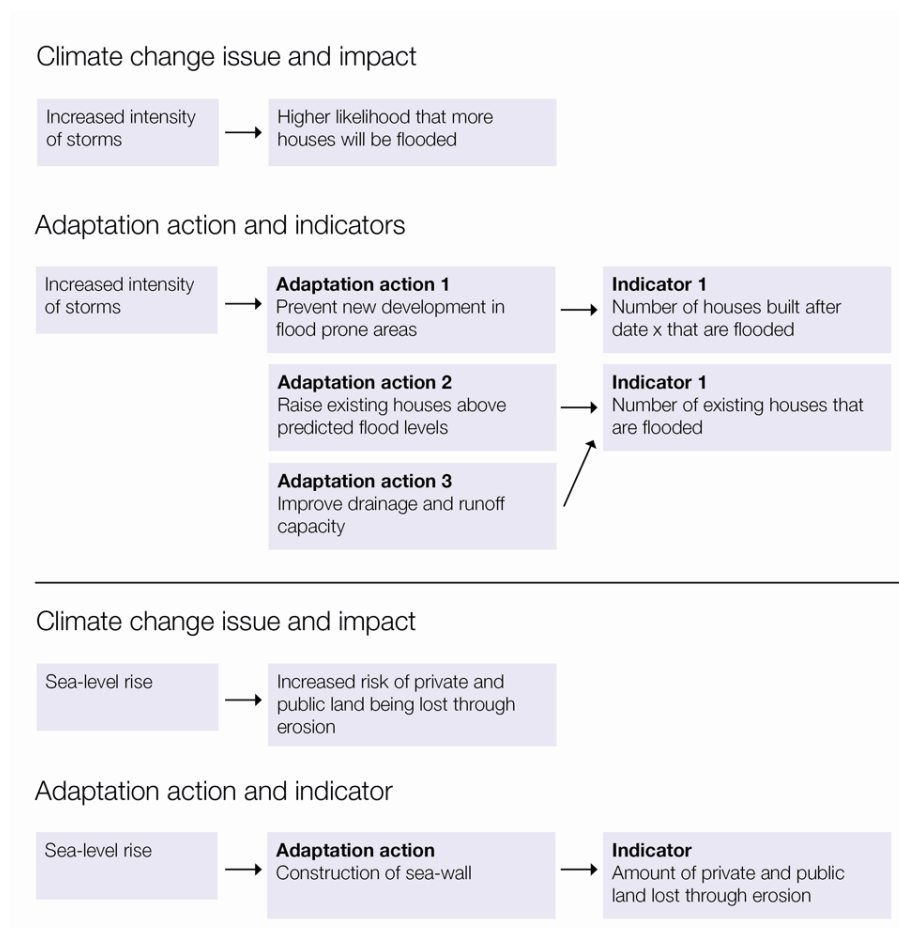 Climate change issue and impact
Increased intensity
of storms
Higher likelihood that more
houses will be flooded
Adaptation action and indicators
Increased intensity
of storms
Adaptation action 1
Prevent new development in
flood prone areas
Indicator 1
Number of houses built after
date x that are flooded
Adaptation action 2
Raise existing houses above
predicted flood levels
Indicator 1
Number of existing houses that
are flooded
Adaptation action 3
Improve drainage and runoff
capacity
Climate change issue and impact
Sea-level rise
Increased risk of private and
public land being lost through
erosion
Adaptation action and indicator
Sea-level rise
Adaptation action
Construction of sea-wall
Indicator
Amount of private and public
land lost through erosion